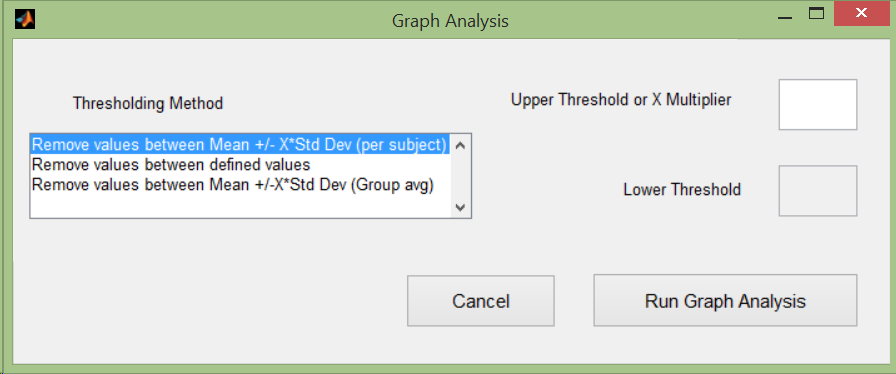 Graph Analysis
Thresholding Method
Upper Threshold or X Multiplier
Remove values between Mean +/- X*Std Dev (per subject)
Remove values between defined values
Remove values between Mean +/-X*Std Dev (Group avg)
Lower Threshold
Cancel
Run Graph Analysis